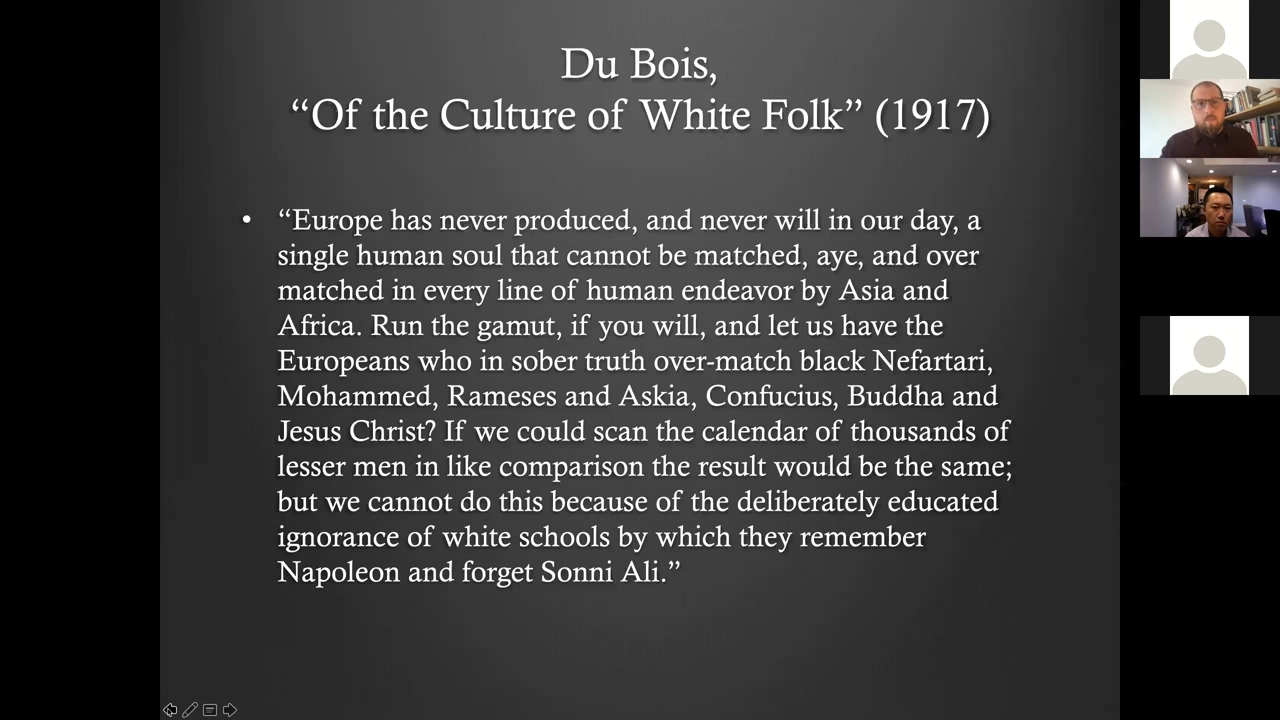 Du Bois,
“Of the Culture of White Folk” (1917)
• “Europe has never produced, and never will in our day, a
single human soul that cannot be matched, aye, and over
matched in every line of human endeavor by Asia and
Africa. Run the gamut, if you will, and let us have the
Europeans who in sober truth over-match black Nefartari,
Mohammed, Rameses and Askia, Confucius, Buddha and
Jesus Christ? If we could scan the calendar of thousands of
lesser men in like comparison the result would be the same;
but we cannot do this because of the deliberately educated
ignorance of white schools by which they remember
Napoleon and forget Sonni Ali.”